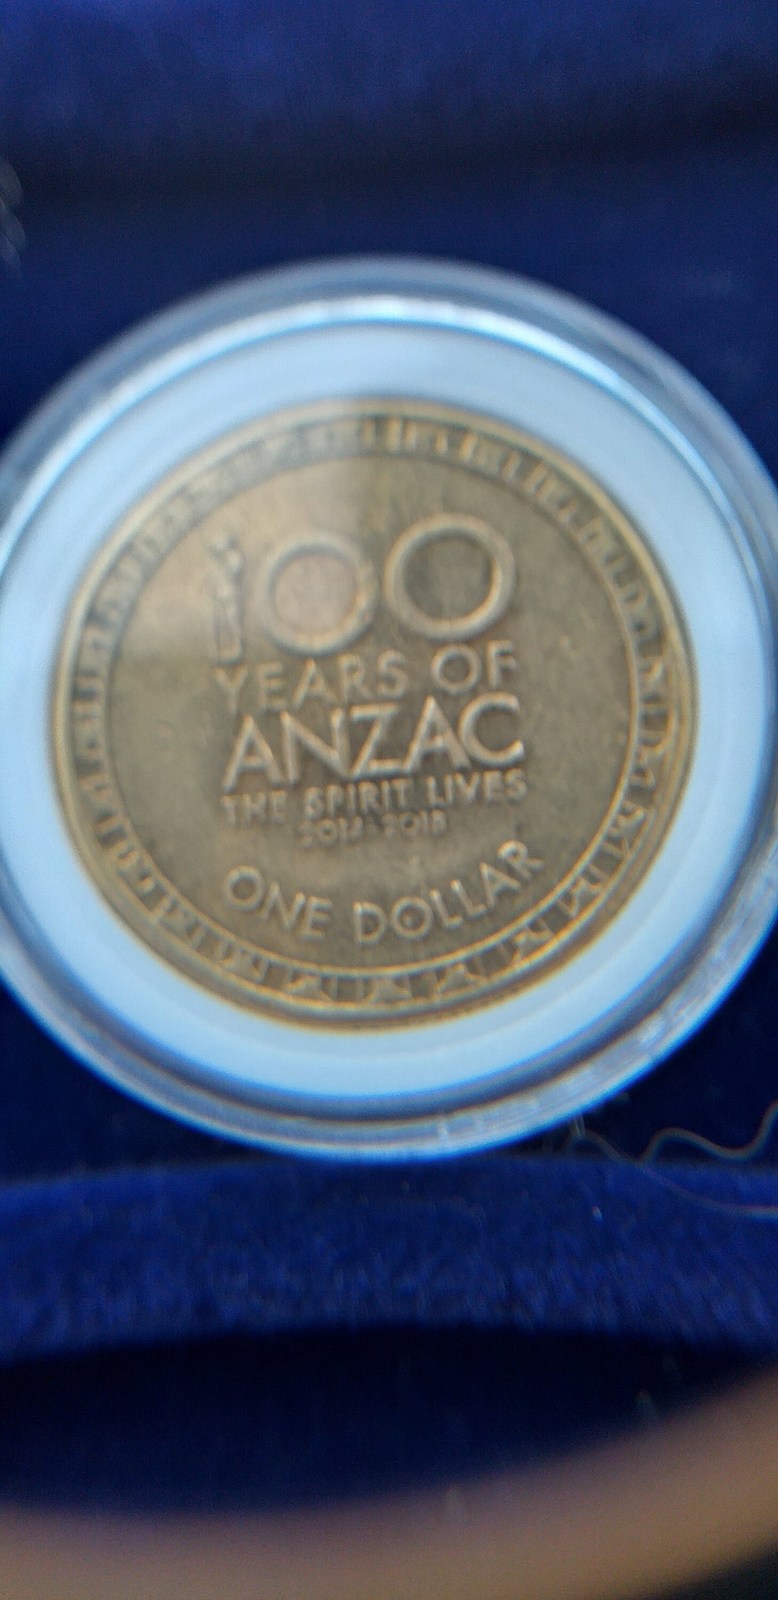 100
YEARS OF
ANZAC
THE SPIRIT LIVES
2014-2018
ONE DOLLAR